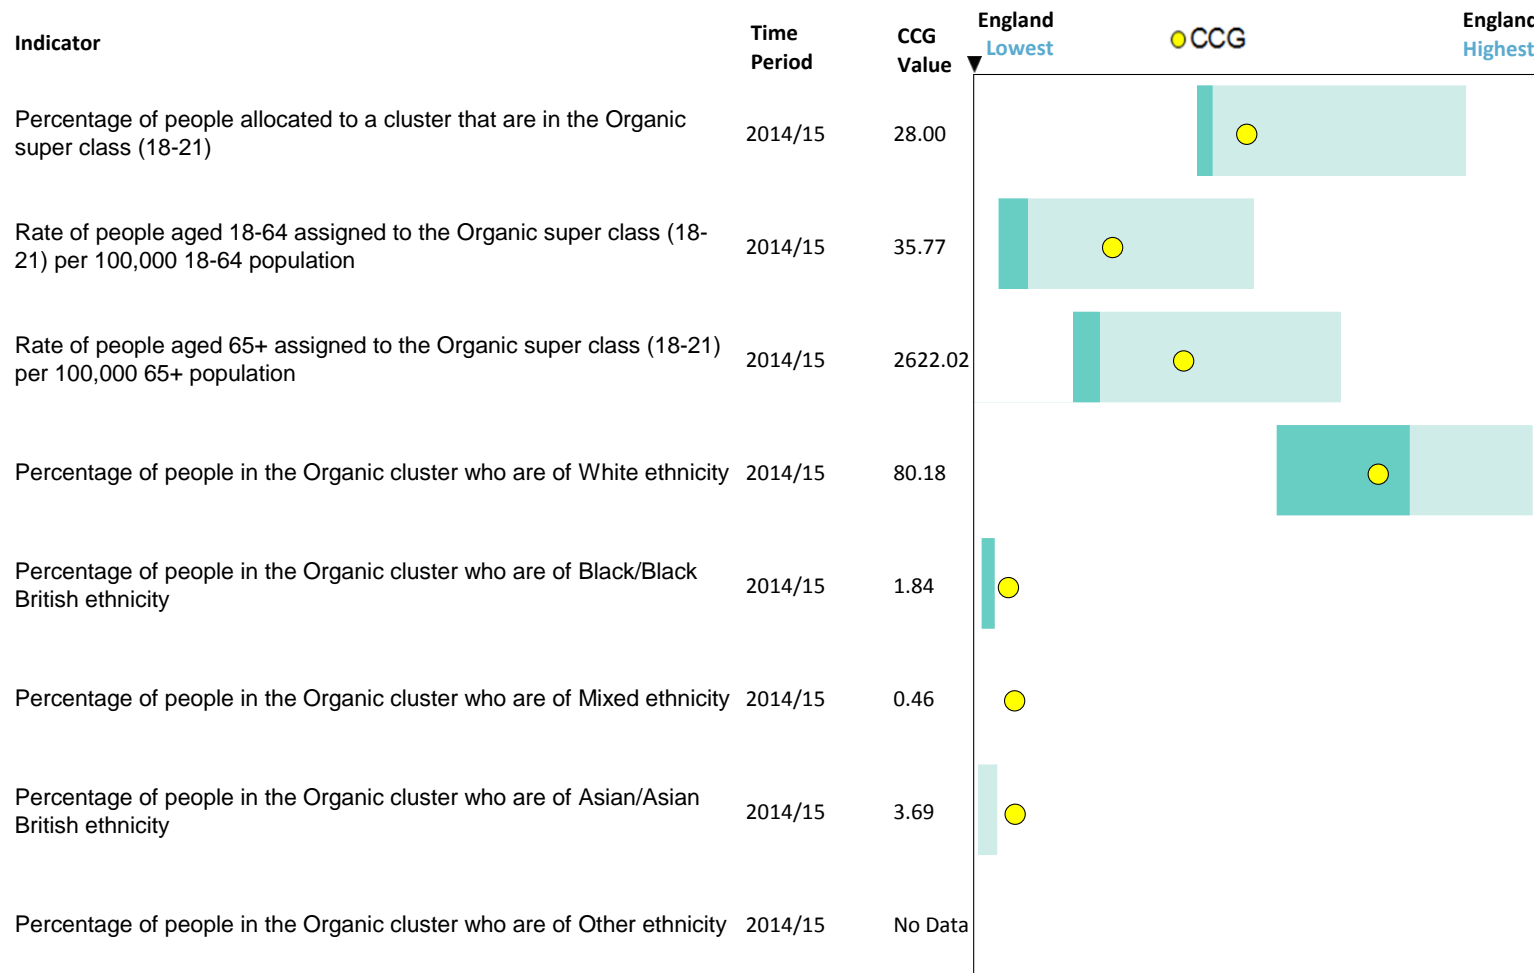 Indicator
Time Period
CCG Value
England Lowest
CCG
England Highest
Percentage of people allocated to a cluster that are in the Organic
super class (18-21)
2014/15
28.00
Rate of people aged 18-64 assigned to the Organic super class (18-
21) per 100,000 18-64 population
2014/15
35.77
Rate of people aged 65+ assigned to the Organic super class (18-21)
per 100,000 65+ population
2014/15
2622.02
Percentage of people in the Organic cluster who are of White ethnicity
2014/15
80.18
Percentage of people in the Organic cluster who are of Black/Black
British ethnicity
2014/15
1.84
Percentage of people in the Organic cluster who are of Mixed ethnicity
2014/15
0.46
Percentage of people in the Organic cluster who are of Asian/Asian
British ethnicity
2014/15
3.69
Percentage of people in the Organic cluster who are of Other ethnicity
2014/15
No Data